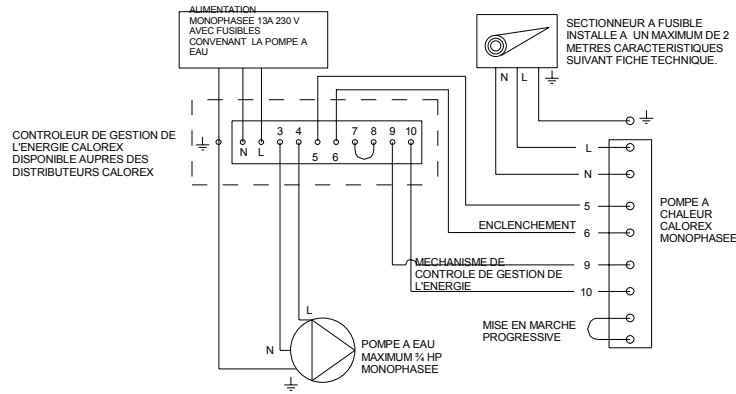 ALIMENTATION
MONOPHASEE 13A 230 V
AVEC FUSIBLES
CONVENANT LA POMPE A
EAU
SECTIONNEUR A FUSIBLE
INSTALLE A UN MAXIMUM DE 2
METRES CARACTERISTIQUES
SUIVANT FICHE TECHNIQUE.
N L
CONTROLEUR DE GESTION DE
L'ENERGIE CALOREX
DISPONIBLE AUPRES DES
DISTRIBUTEURS CALOREX
N L 3 4 5 6 7 8 9 10
L
N
5
ENCLENCHEMENT 6
9
10
POMPE A
CHALEUR
CALOREX
MONOPHASEE
MECHANISME DE
CONTROLE DE GESTION DE
L'ENERGIE
MISE EN MARCHE
PROGRESSIVE
L
N
POMPE A EAU
MAXIMUM ¾ HP
MONOPHASEE